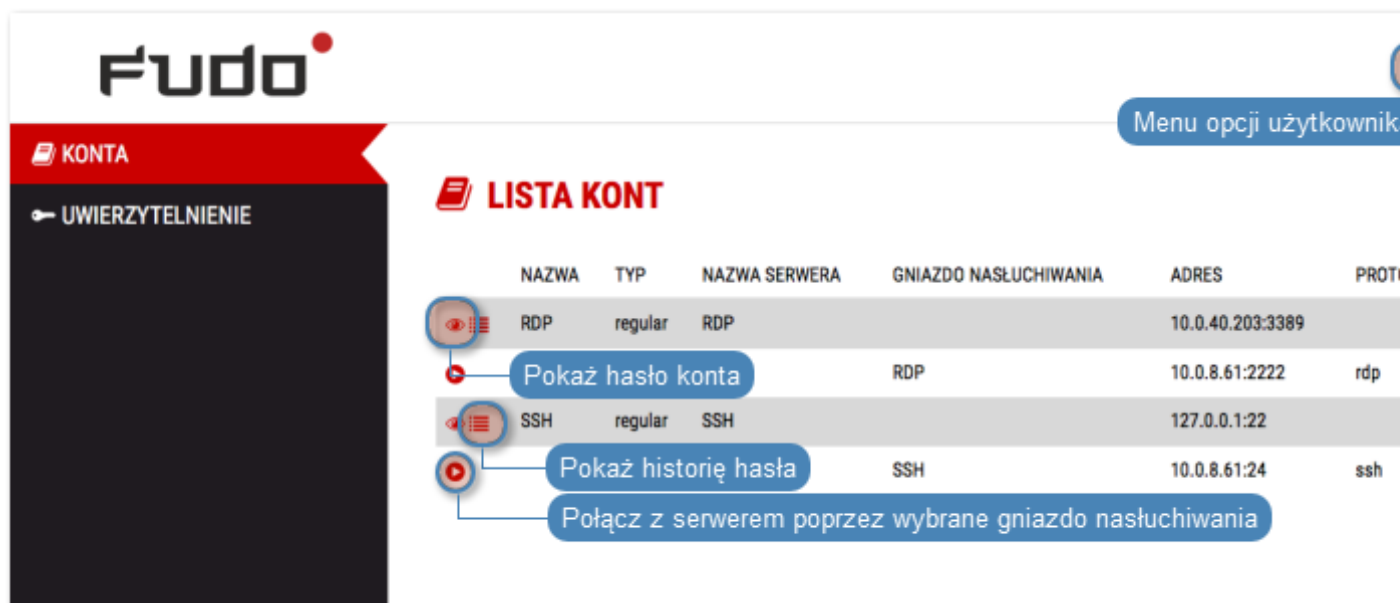 Fudo
Menu opcji użytkownik
KONTA
UWIERZYTELNIENIE
LISTA KONT
NAZWA TYP NAZWA SERWERA GNIAZDO NASŁUCHIWANIA ADRES PROT
RDP regular RDP 10.0.40.203:3389
Pokaż hasło konta RDP 10.0.8.61:2222 rdp
SSH regular SSH 127.0.0.1:22
Pokaż historię hasła SSH 10.0.8.61:24 ssh
Połącz z serwerem poprzez wybrane gniazdo nasłuchiwania